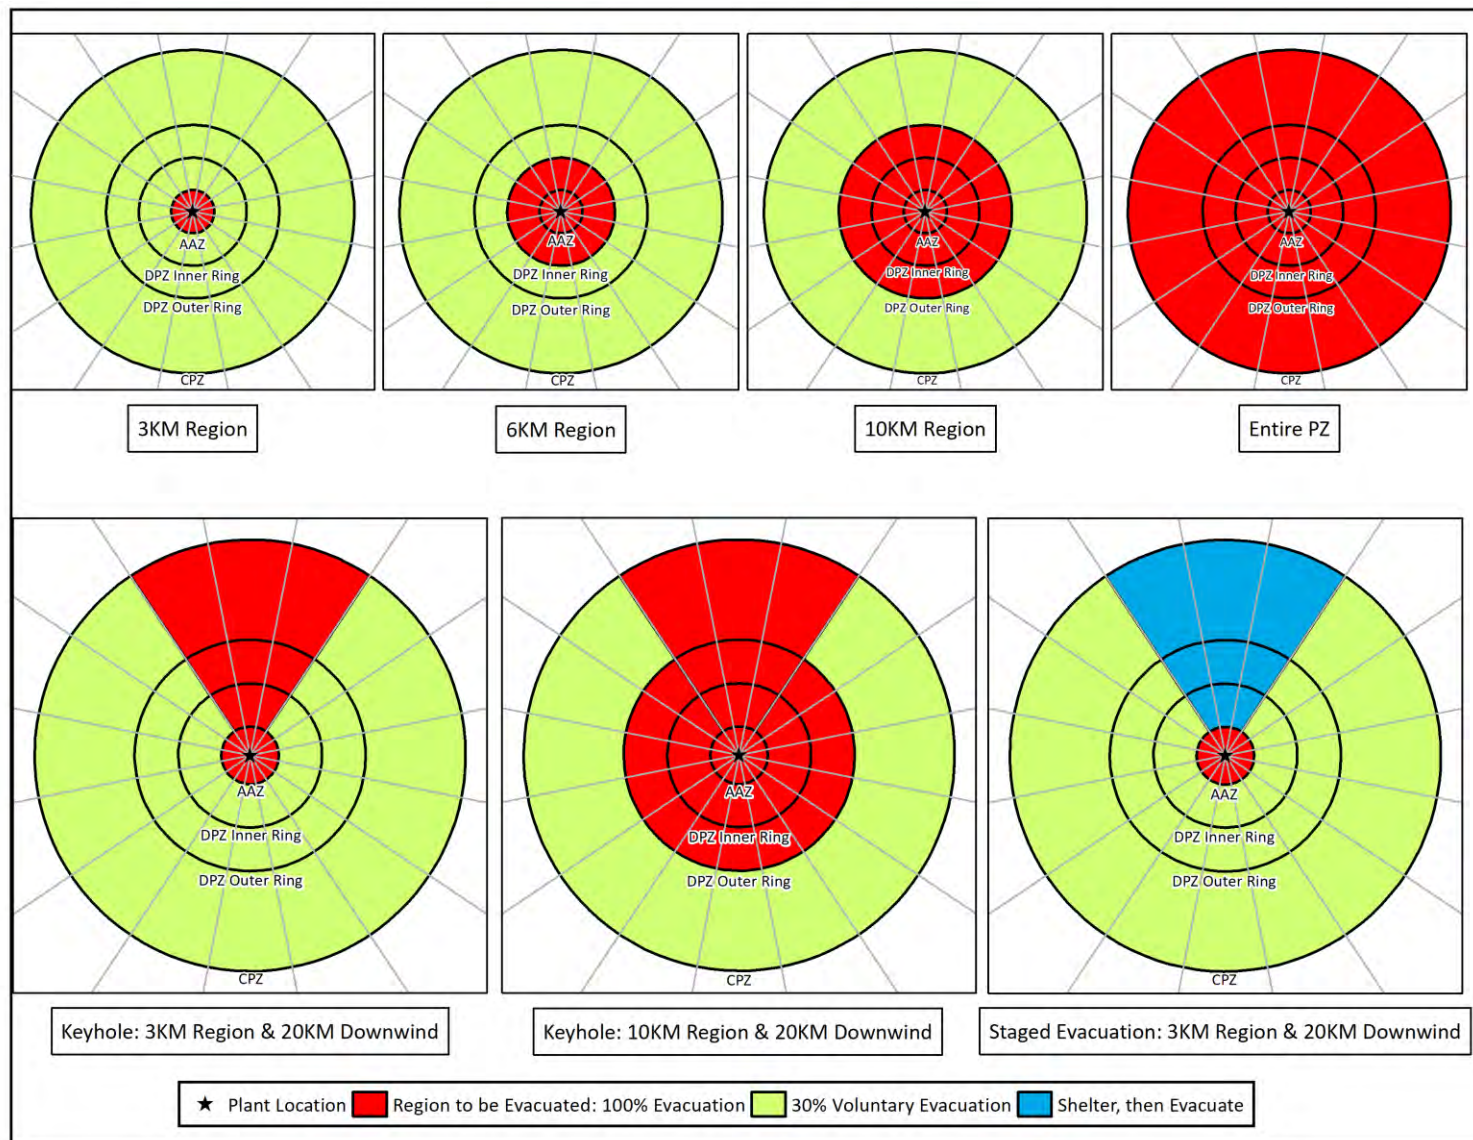 AAZ
DPZ Inner Ring
DPZ Outer Ring
CPZ
3KM Region
AAZ
DPZ Inner Ring
DPZ Outer Ring
CPZ
6KM Region
AAZ
DPZ Inner Ring
DPZ Outer Ring
CPZ
10KM Region
AAZ
DPZ Inner Ring
DPZ Outer Ring
CPZ
Entire PZ
AAZ
DPZ Inner Ring
DPZ Outer Ring
CPZ
Keyhole: 3KM Region & 20KM Downwind
AAZ
DPZ Inner Ring
DPZ Outer Ring
CPZ
Keyhole: 10KM Region & 20KM Downwind
AAZ
DPZ Inner Ring
DPZ Outer Ring
CPZ
Staged Evacuation: 3KM Region & 20KM Downwind
Plant Location Region to be Evacuated: 100% Evacuation 30% Voluntary Evacuation Shelter, then Evacuate